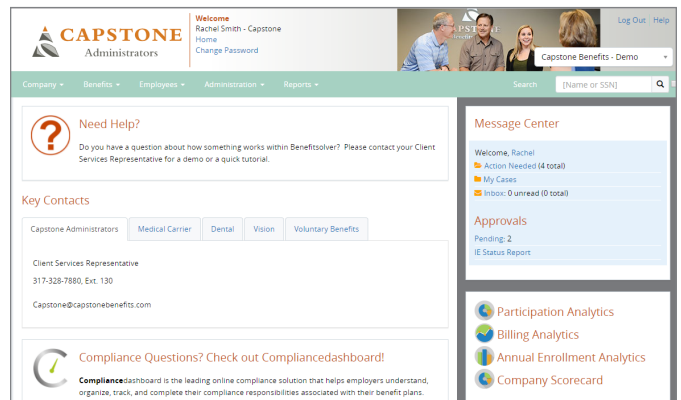 CAPSTONE
Administrators
Welcome
Rachel Smith - Capstone
Home
Change Password
CAPSTONE
Log Out Help
Capstone Benefits - Demo
Company Benefits Employees Administration Reports Search [Name or SSN]
Need Help?
Do you have a question about how something works within Benefitsolver? Please contact your Client
Services Representative for a demo or a quick tutorial.
Key Contacts
Capstone Administrators Medical Carrier Dental Vision Voluntary Benefits
Client Services Representative
317-328-7880, Ext. 130
Capstone@capstonebenefits.com
Compliance Questions? Check out Compliancedashboard!
Compliancedashboard is the leading online compliance solution that helps employers understand,
organize, track, and complete their compliance responsibilities associated with their benefit plans.
Message Center
Welcome, Rachel
Action Needed (4 total)
My Cases
Inbox: 0 unread (0 total)
Approvals
Pending: 2
IE Status Report
Participation Analytics
Billing Analytics
Annual Enrollment Analytics
Company Scorecard